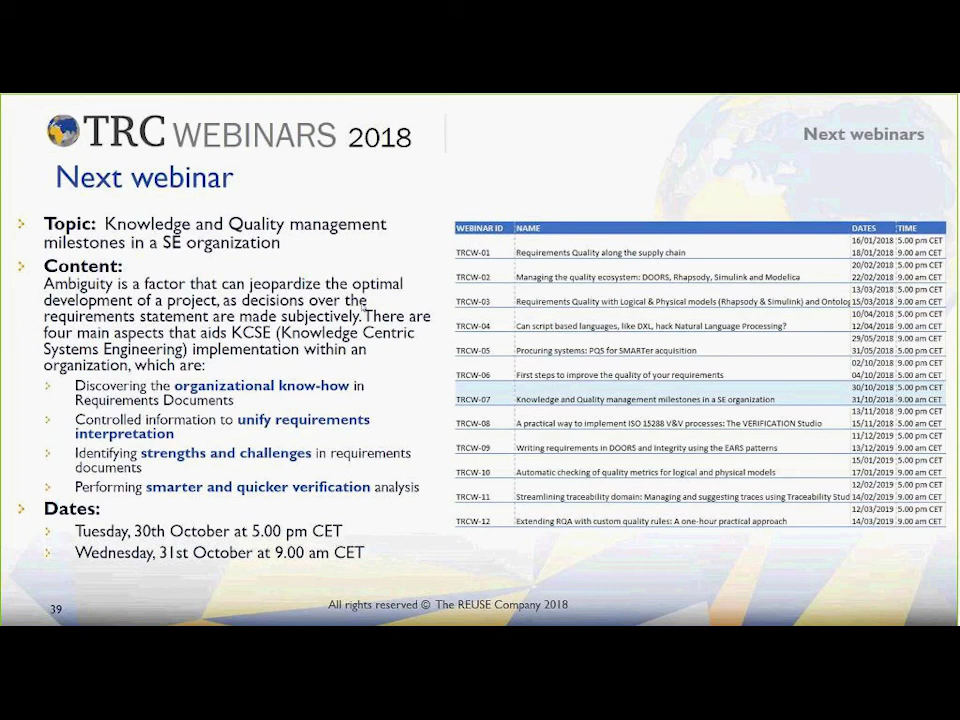 TRC WEBINARS 2018
Next webinars
Next webinar
Topic: Knowledge and Quality management
milestones in a SE organization
Content:
Ambiguity is a factor that can jeopardize the optimal
development of a project, as decisions over the
requirements statement are made subjectively. There are
four main aspects that aids KCSE (Knowledge Centric
Systems Engineering) implementation within an
organization, which are:
Discovering the organizational know-how in
Requirements Documents
Controlled information to unify requirements
interpretation
Identifying strengths and challenges in requirements
documents
Performing smarter and quicker verification analysis
Dates:
Tuesday, 30th October at 5.00 pm CET
Wednesday, 31st October at 9.00 am CET
WEBINAR ID NAME DATES TIME
16/01/2018 5.00 pm CET
TRCW-01 Requirements Quality along the supply chain 18/01/2018 9.00 am CET
20/02/2018 5.00 pm CET
TRCW-02 Managing the quality ecosystem: DOORS, Rhapsody, Simulink and Modelica 22/02/2018 9.00 am CET
13/03/2018 5.00 pm CET
TRCW-03 Requirements Quality with Logical & Physical models (Rhapsody & Simulink) and Ontolog 15/03/2018 9.00 am CET
10/04/2018 5.00 pm CET
TRCW-04 Can script based languages, like DXL, hack Natural Language Processing? 12/04/2018 9.00 am CET
29/05/2018 9.00 am CET
TRCW-05 Procuring systems: PQS for SMARTer acquisition 31/05/2018 5.00 pm CET
02/10/2018 9.00 pm CET
TRCW-06 First steps to improve the quality of your requirements 04/10/2018 5.00 am CET
30/10/2018 5.00 pm CET
TRCW-07 Knowledge and Quality management milestones in a SE organization 31/10/2018 9.00 am CET
13/11/2018 9.00 pm CET
TRCW-08 A practical way to implement ISO 15288 V&V processes: The VERIFICATION Studio 15/11/2018 5.00 am CET
11/12/2019 5.00 pm CET
TRCW-09 Writing requirements in DOORS and Integrity using the EARS patterns 13/12/2019 9.00 am CET
15/01/2019 5.00 pm CET
TRCW-10 Automatic checking of quality metrics for logical and physical models 17/01/2019 9.00 am CET
12/02/2019 5.00 pm CET
TRCW-11 Streamlining traceability domain: Managing and suggesting traces using Traceability Stud 14/02/2019 9.00 am CET
12/03/2019 5.00 pm CET
TRCW-12 Extending RQA with custom quality rules: A one-hour practical approach 14/03/2019 9.00 am CET
39
All rights reserved © The REUSE Company 2018